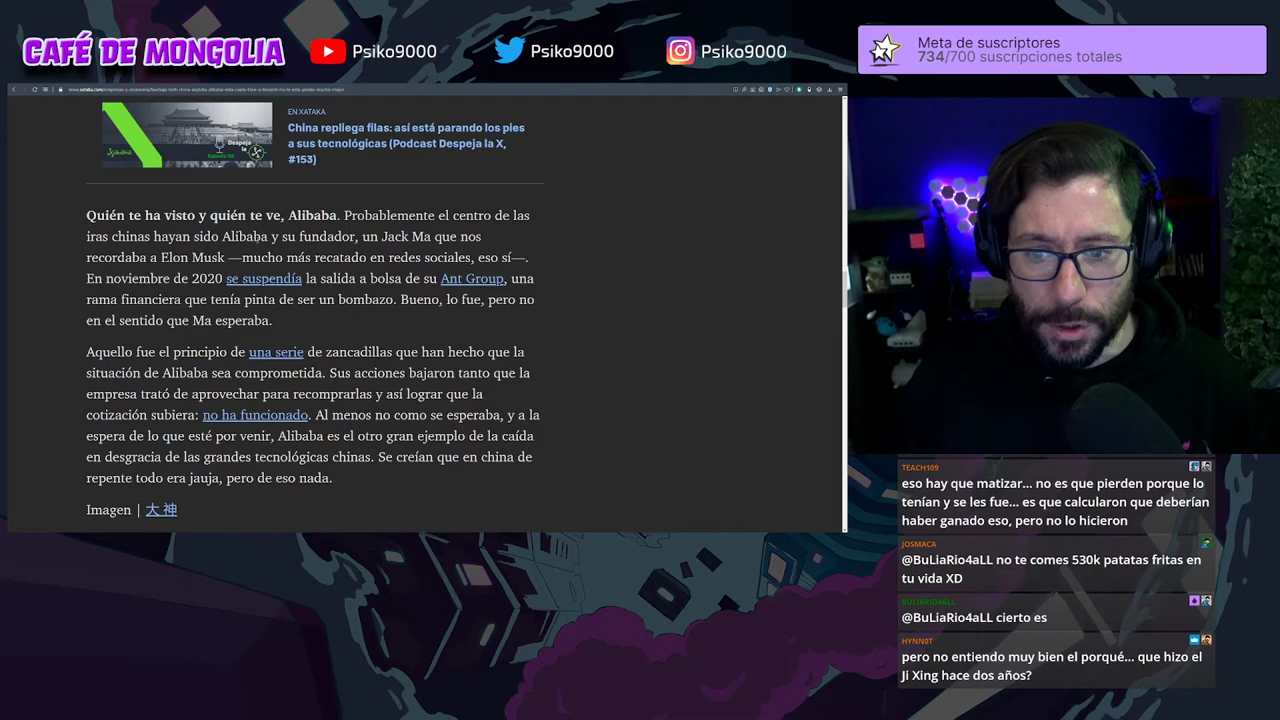 CAFÉ DE MONGOLIA
Psiko9000
Psiko9000
Psiko9000
Meta de suscriptores
734/700 suscripciones totales
EN XATAKA
China repliega filas: así está parando los pies
a sus tecnológicas (Podcast Despeja la X,
#153)
Despeja
la
Quién te ha visto y quién te ve, Alibaba. Probablemente el centro de las
iras chinas hayan sido Alibaba y su fundador, un Jack Ma que nos
recordaba a Elon Musk —mucho más recatado en redes sociales, eso sí—.
En noviembre de 2020 se suspendía la salida a bolsa de su Ant Group, una
rama financiera que tenía pinta de ser un bombazo. Bueno, lo fue, pero no
en el sentido que Ma esperaba.
Aquello fue el principio de una serie de zancadillas que han hecho que la
situación de Alibaba sea comprometida. Sus acciones bajaron tanto que la
empresa trató de aprovechar para recomprarlas y así lograr que la
cotización subiera: no ha funcionado. Al menos no como se esperaba, y a la
espera de lo que esté por venir, Alibaba es el otro gran ejemplo de la caída
en desgracia de las grandes tecnológicas chinas. Se creían que en china de
repente todo era jauja, pero de eso nada.
Imagen | 大 神
TEACH109
eso hay que matizar... no es que pierden porque lo
tenían y se les fue... es que calcularon que deberían
haber ganado eso, pero no lo hicieron
JOSMACA
@BuLiaRio4aLL no te comes 530k patatas fritas en
tu vida XD
BULIARIO4ALL
@BuLiaRio4aLL cierto es
HYNN0T
pero no entiendo muy bien el porqué... que hizo el
Ji Xing hace dos años?